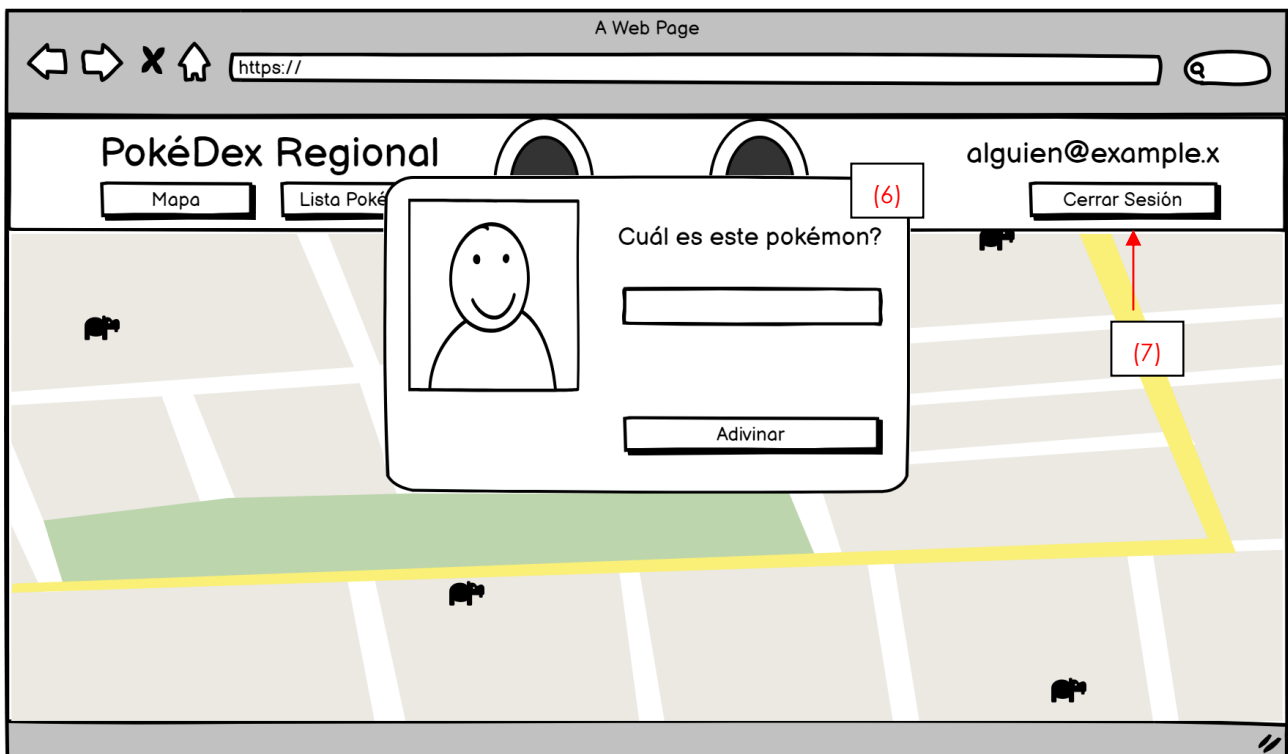 A Web Page
https://
PokéDex Regional
alguien@example.x
Mapa
Lista Poké
(6)
Cerrar Sesión
Cuál es este pokémon?
(7)
Adivinar